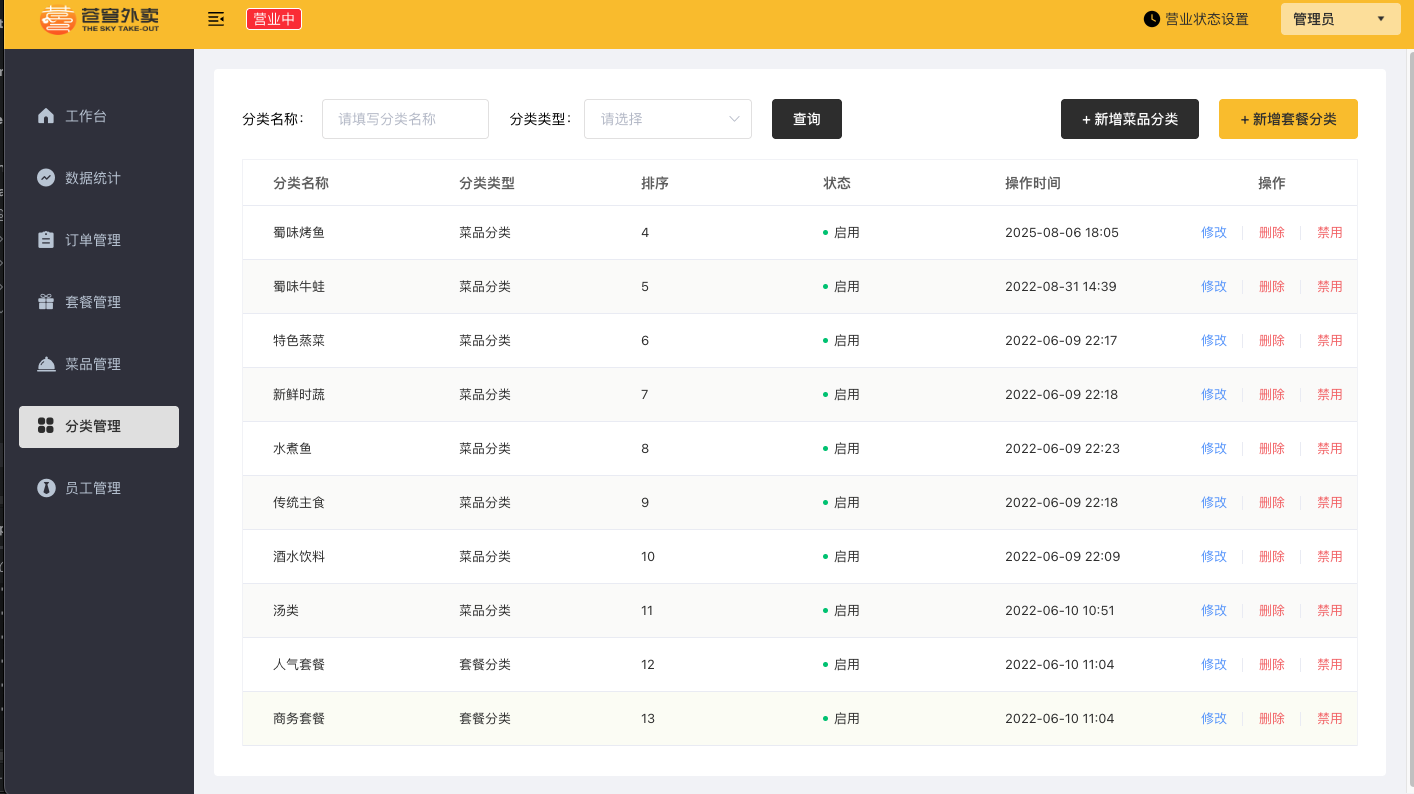 苍穹外卖
THE SKY TAKE-OUT
营业中
营业状态设置
管理员
工作台
数据统计
订单管理
套餐管理
菜品管理
分类管理
员工管理
分类名称: 请填写分类名称 分类类型: 请选择 查询 + 新增菜品分类 + 新增套餐分类
分类名称 分类类型 排序 状态 操作时间 操作
蜀味烤鱼 菜品分类 4 启用 2025-08-06 18:05 修改 删除 禁用
蜀味牛蛙 菜品分类 5 启用 2022-08-31 14:39 修改 删除 禁用
特色蒸菜 菜品分类 6 启用 2022-06-09 22:17 修改 删除 禁用
新鲜时蔬 菜品分类 7 启用 2022-06-09 22:18 修改 删除 禁用
水煮鱼 菜品分类 8 启用 2022-06-09 22:23 修改 删除 禁用
传统主食 菜品分类 9 启用 2022-06-09 22:18 修改 删除 禁用
酒水饮料 菜品分类 10 启用 2022-06-09 22:09 修改 删除 禁用
汤类 菜品分类 11 启用 2022-06-10 10:51 修改 删除 禁用
人气套餐 套餐分类 12 启用 2022-06-10 11:04 修改 删除 禁用
商务套餐 套餐分类 13 启用 2022-06-10 11:04 修改 删除 禁用